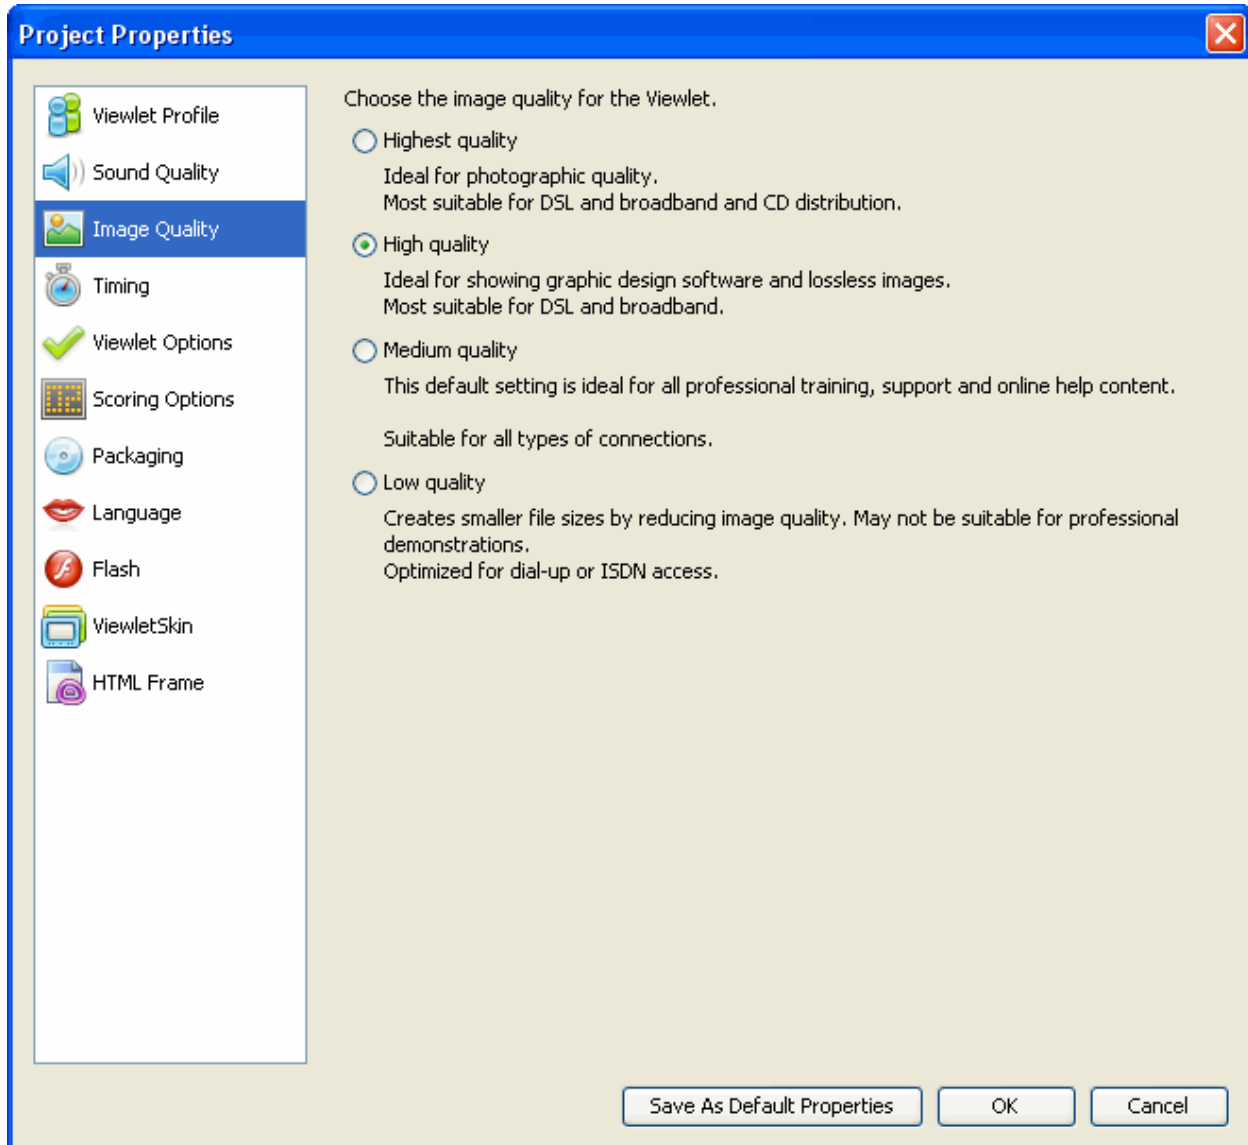 Project Properties
Viewlet Profile
Sound Quality
Image Quality
Timing
Viewlet Options
Scoring Options
Packaging
Language
Flash
ViewletSkin
HTML Frame
Choose the image quality for the Viewlet.
Highest quality
Ideal for photographic quality.
Most suitable for DSL and broadband and CD distribution.
High quality
Ideal for showing graphic design software and lossless images.
Most suitable for DSL and broadband.
Medium quality
This default setting is ideal for all professional training, support and online help content.
Suitable for all types of connections.
Low quality
Creates smaller file sizes by reducing image quality. May not be suitable for professional
demonstrations.
Optimized for dial-up or ISDN access.
Save As Default Properties
OK
Cancel